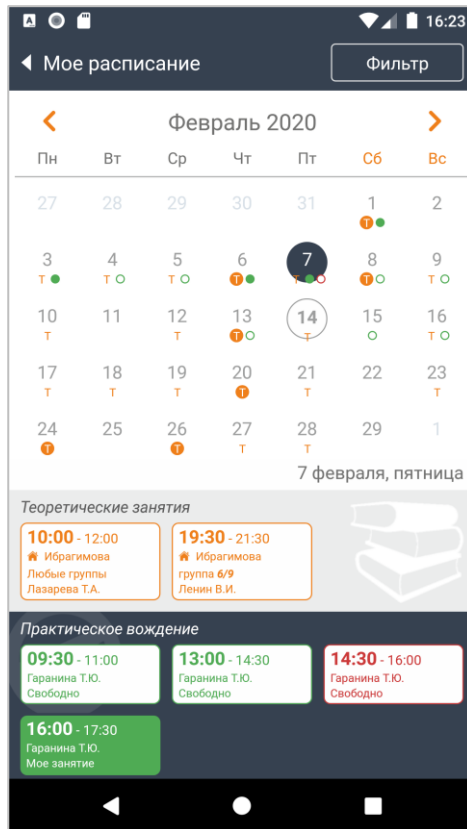 A 16:23
Мое расписание Фильтр
Февраль 2020
Пн Вт Ср Чт Пт Сб Вс
27 28 29 30 31 1 2
Т
3 4 5 6 7 8 9
Т Т Т Т Т Т Т
10 11 12 13 14 15 16
Т Т Т Т Т
17 18 19 20 21 22 23
Т Т Т Т Т Т
24 25 26 27 28 29 1
Т Т Т Т
7 февраля, пятница
Теоретические занятия
10:00 - 12:00
Ибрагимова
Любые группы
Лазарева Т.А.
19:30 - 21:30
Ибрагимова
группа 6/9
Ленин В.И.
Практическое вождение
09:30 - 11:00
Гаранина Т.Ю.
Свободно
13:00 - 14:30
Гаранина Т.Ю.
Свободно
14:30 - 16:00
Гаранина Т.Ю.
Свободно
16:00 - 17:30
Гаранина Т.Ю.
Мое занятие